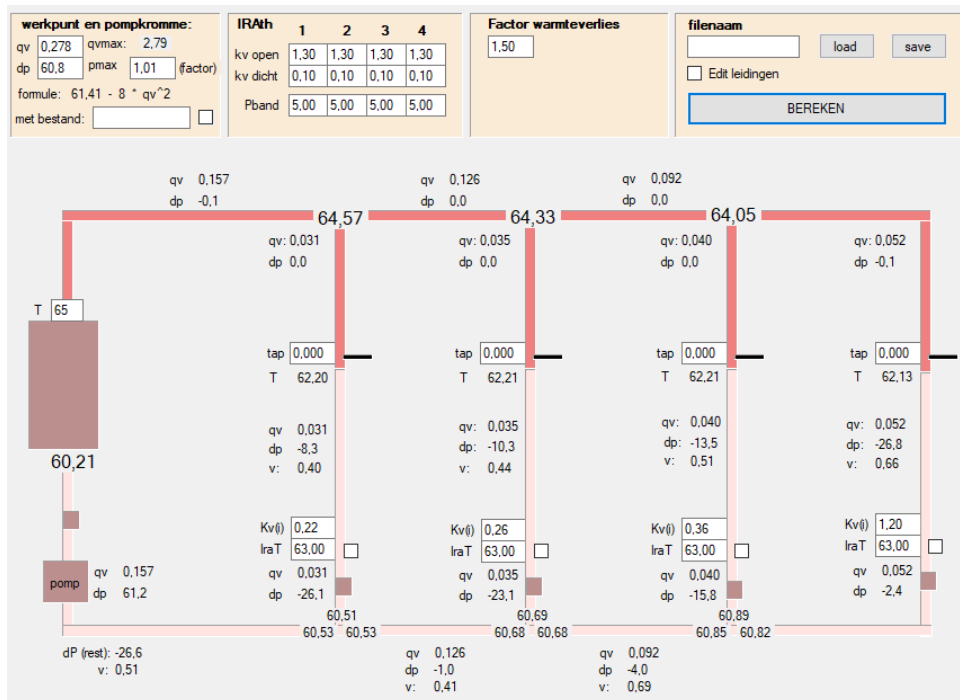 werkpunt en pompkromme:
qv 0,278 qvmax: 2,79
dp 60,8 pmax 1,01 (factor)
formule: 61,41 - 8 * qv^2
met bestand:
IRAth 1 2 3 4
kv open 1,30 1,30 1,30 1,30
kv dicht 0,10 0,10 0,10 0,10
Pband 5,00 5,00 5,00 5,00
Factor warmteverlies
1,50
filenaam
load save
Edit leidingen
BEREKEN
qv 0,157 qv 0,126 qv 0,092
dp -0,1 dp 0,0 dp 0,0
64,57 64,33 64,05
qv: 0,031 qv: 0,035 qv: 0,040 qv: 0,052
dp 0,0 dp 0,0 dp 0,0 dp -0,1
T 65
tap 0,000 tap 0,000 tap 0,000 tap 0,000
T 62,20 T 62,21 T 62,21 T 62,13
qv 0,031 qv: 0,035 qv: 0,040 qv: 0,052
dp -8,3 dp: -10,3 dp: -13,5 dp: -26,8
v: 0,40 v: 0,44 v: 0,51 v: 0,66
60,21
Kv(i) 0,22 Kv(i) 0,26 Kv(i) 0,36 Kv(i) 1,20
IraT 63,00 IraT 63,00 IraT 63,00 IraT 63,00
qv 0,031 qv 0,035 qv 0,040 qv 0,052
dp -26,1 dp -23,1 dp -15,8 dp -2,4
pomp qv 0,157
dp 61,2
60,51 60,69 60,89
60,53 60,53 60,68 60,68 60,85 60,82
dP (rest): -26,6 qv 0,126 qv 0,092
v: 0,51 dp -1,0 dp -4,0
v: 0,41 v: 0,69